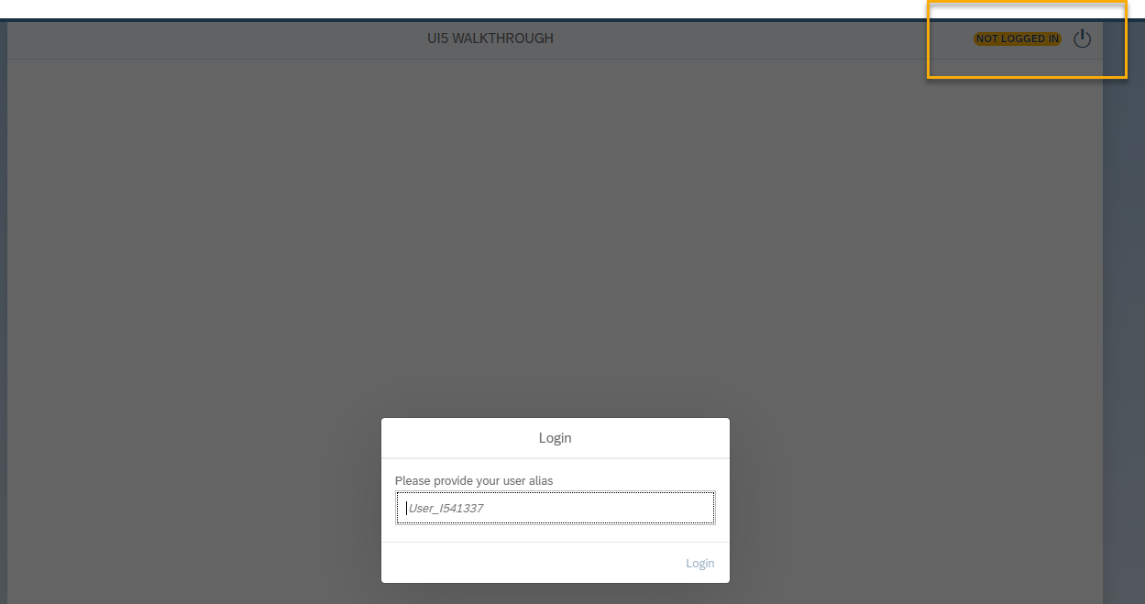 UI5 WALKTHROUGH
NOT LOGGED IN
Login
Please provide your user alias
User_I541337
Login